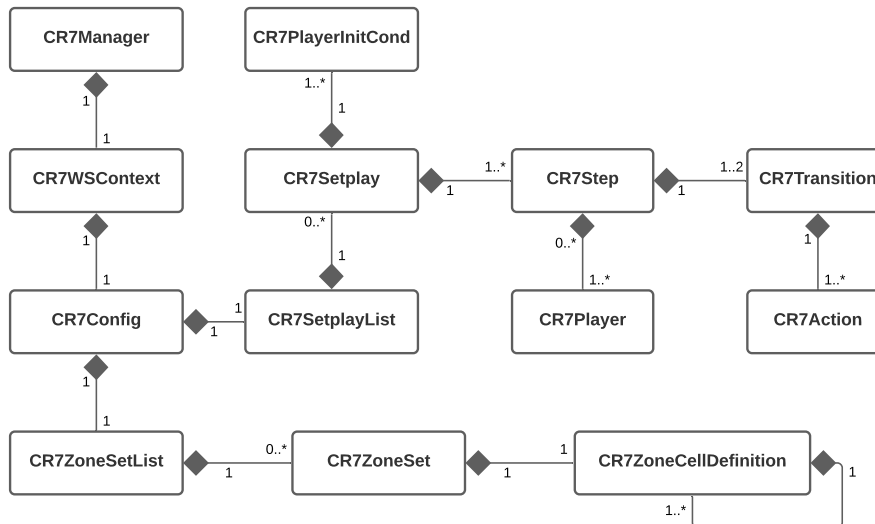 CR7Manager
CR7PlayerInitCond
1
1
1..*
1
CR7WSContext
CR7Setplay
1
1..*
CR7Step
1
1..2
CR7Transition
1
1
0..*
1
0..*
1..*
1
1..*
CR7Config
1
1
CR7SetplayList
CR7Player
CR7Action
1
1
CR7ZoneSetList
1
0..*
CR7ZoneSet
1
1
CR7ZoneCellDefinition
1
1..*